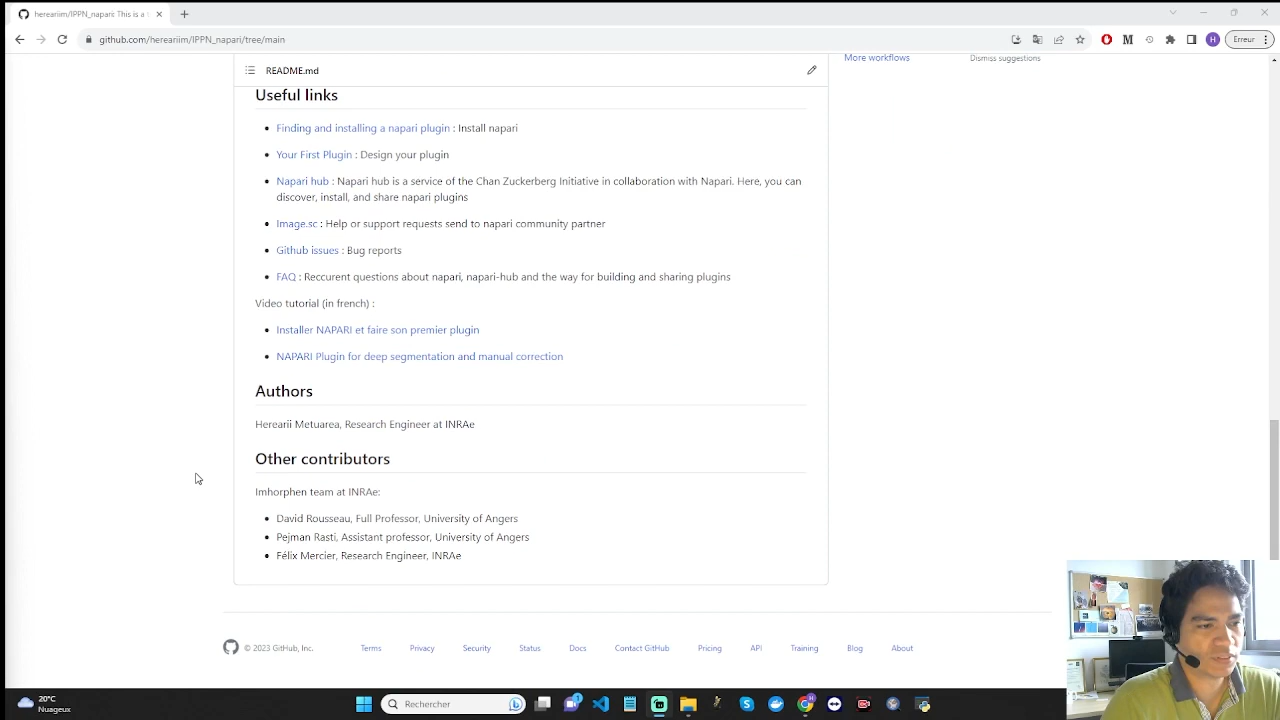 hereariim/IPPN_napari: This is a
github.com/hereariim/IPPN_napari/tree/main
Erreur
README.md
More workflows
Dismiss suggestions
Useful links
Finding and installing a napari plugin : Install napari
Your First Plugin : Design your plugin
Napari hub : Napari hub is a service of the Chan Zuckerberg Initiative in collaboration with Napari. Here, you can
discover, install, and share napari plugins
Image.sc : Help or support requests send to napari community partner
Github issues : Bug reports
FAQ : Reccurent questions about napari, napari-hub and the way for building and sharing plugins
Video tutorial (in french) :
Installer NAPARI et faire son premier plugin
NAPARI Plugin for deep segmentation and manual correction
Authors
Herearii Metuarea, Research Engineer at INRAe
Other contributors
Imhorphen team at INRAe:
David Rousseau, Full Professor, University of Angers
Pejman Rasti, Assistant professor, University of Angers
Félix Mercier, Research Engineer, INRAe
© 2023 GitHub, Inc.
Terms
Privacy
Security
Status
Docs
Contact GitHub
Pricing
API
Training
Blog
About
20°C
Nuageux
Rechercher